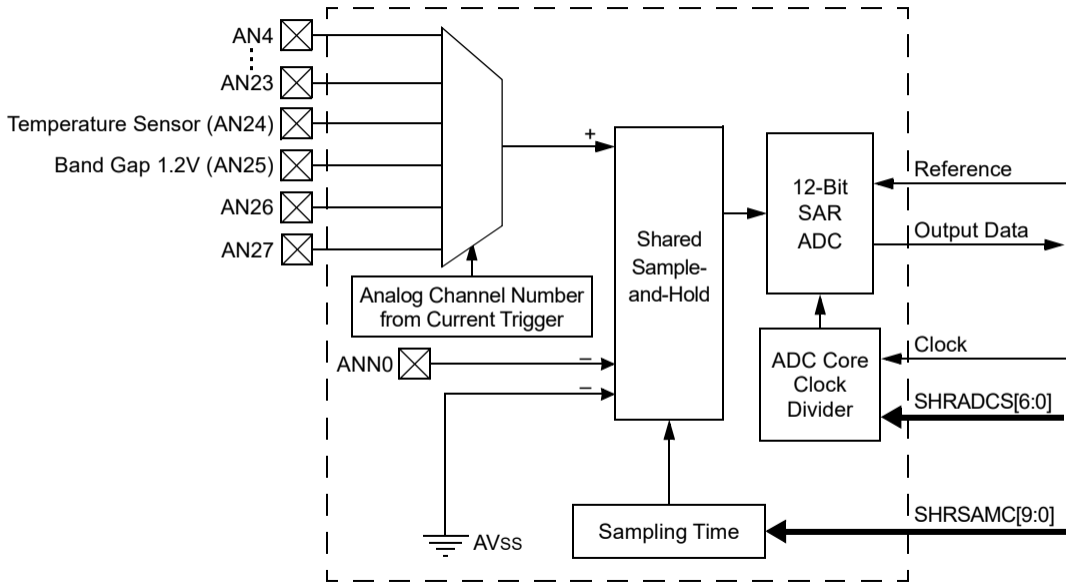 AN4
AN23
Temperature Sensor (AN24)
Band Gap 1.2V (AN25)
AN26
AN27
Analog Channel Number
from Current Trigger
ANN0
AVSS
+
–
–
Shared
Sample-
and-Hold
Sampling Time
12-Bit
SAR
ADC
ADC Core
Clock
Divider
Reference
Output Data
Clock
SHRADCS[6:0]
SHRSAMC[9:0]